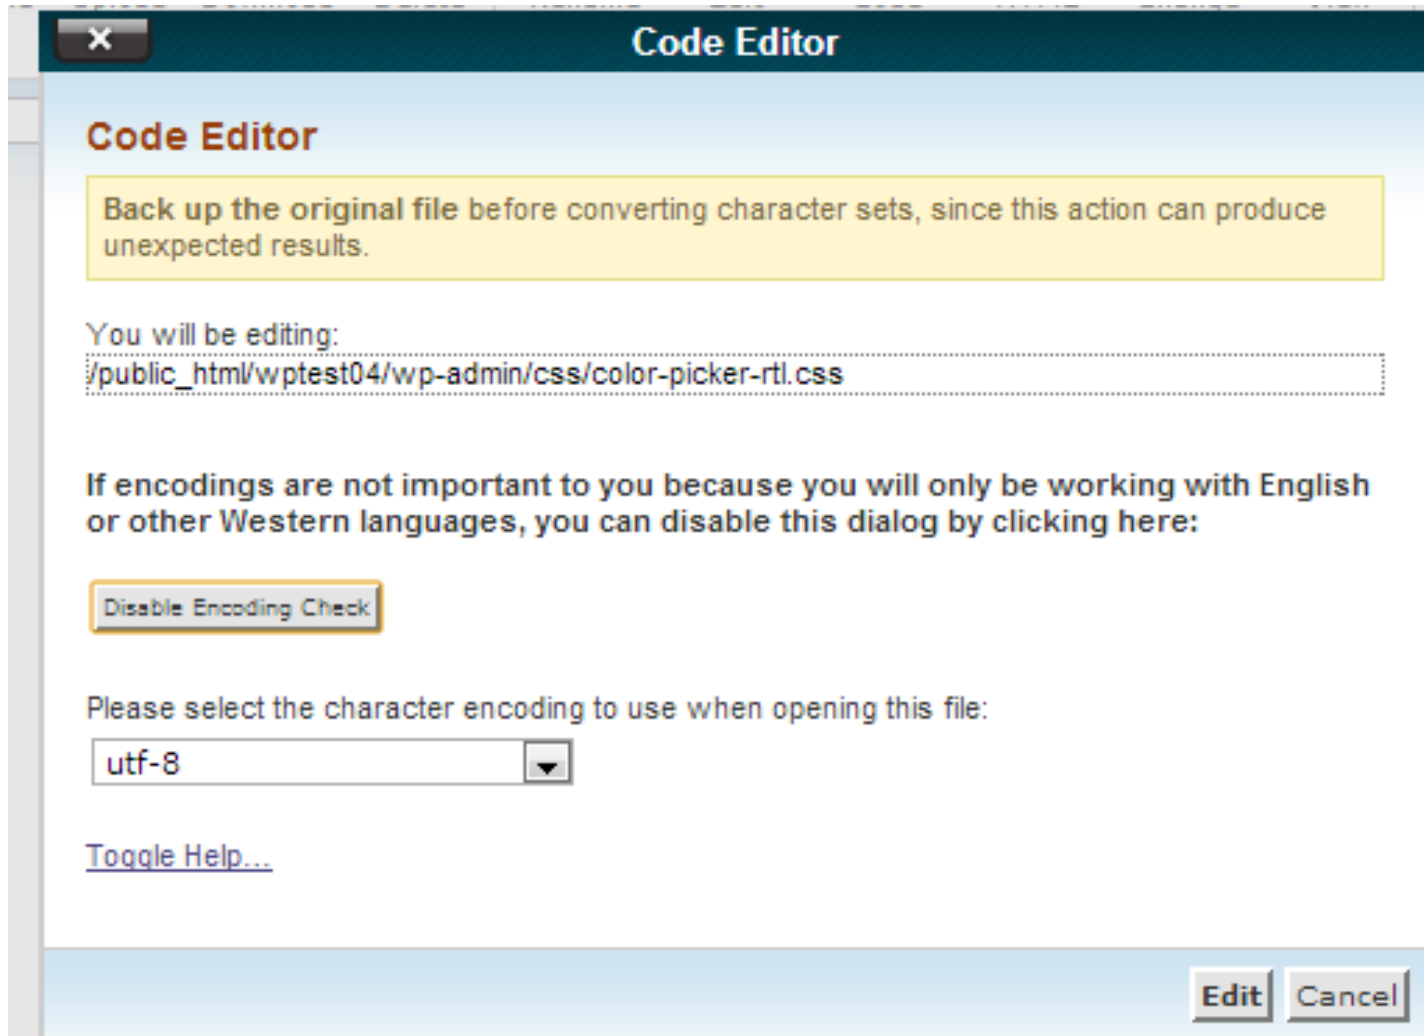 Code Editor
Code Editor
Back up the original file before converting character sets, since this action can produce
unexpected results.
You will be editing:
/public_html/wptest04/wp-admin/css/color-picker-rtl.css
If encodings are not important to you because you will only be working with English
or other Western languages, you can disable this dialog by clicking here:
Disable Encoding Check
Please select the character encoding to use when opening this file:
utf-8
Toggle Help...
Edit Cancel